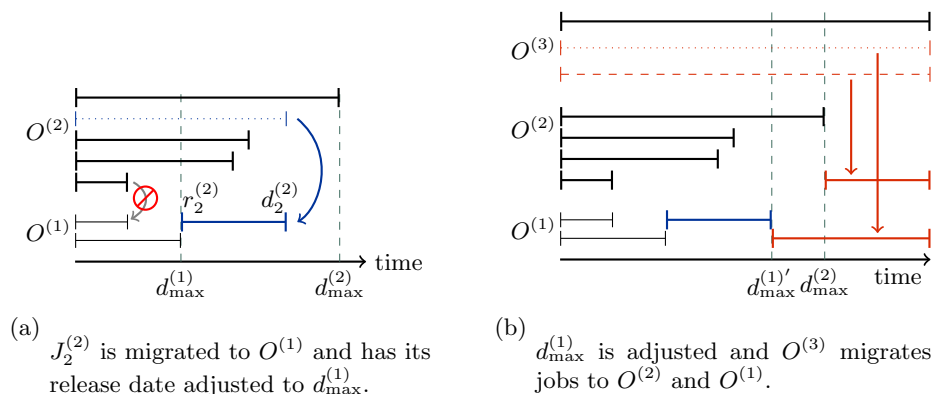 O^{(2)}
r_2^{(2)} d_2^{(2)}
O^{(1)}
time
d_{max}^{(1)} d_{max}^{(2)}
(a) J_2^{(2)} is migrated to O^{(1)} and has its
release date adjusted to d_{max}^{(1)}.
O^{(3)}
O^{(2)}
O^{(1)}
d_{max}^{(1)'} d_{max}^{(2)} time
(b) d_{max}^{(1)} is adjusted and O^{(3)} migrates
jobs to O^{(2)} and O^{(1)}.